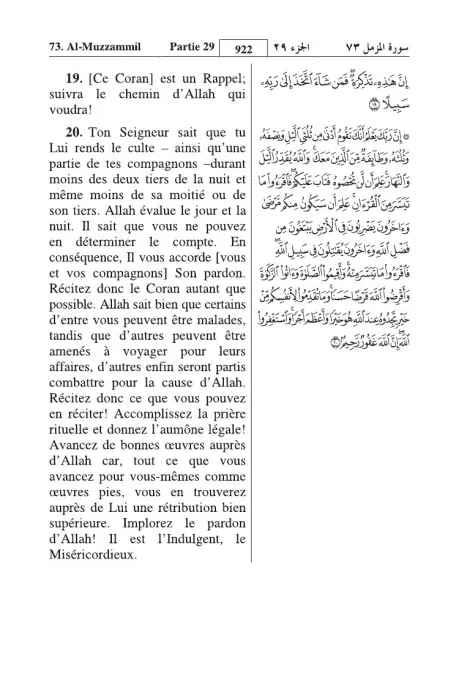 73. Al-Muzzammil Partie 29 922 الجزء ٢٩ سورة المزمل ٧٣
19. [Ce Coran] est un Rappel;
suivra le chemin d'Allah qui
voudra!
20. Ton Seigneur sait que tu
Lui rends le culte – ainsi qu'une
partie de tes compagnons –durant
moins des deux tiers de la nuit et
même moins de sa moitié ou de
son tiers. Allah évalue le jour et la
nuit. Il sait que vous ne pouvez
en déterminer le compte. En
conséquence, Il vous accorde [vous
et vos compagnons] Son pardon.
Récitez donc le Coran autant que
possible. Allah sait bien que certains
d'entre vous peuvent être malades,
tandis que d'autres peuvent être
amenés à voyager pour leurs
affaires, d'autres enfin seront partis
combattre pour la cause d'Allah.
Récitez donc ce que vous pouvez
en réciter! Accomplissez la prière
rituelle et donnez l'aumône légale!
Avancez de bonnes œuvres auprès
d'Allah car, tout ce que vous
avancez pour vous-mêmes comme
œuvres pies, vous en trouverez
auprès de Lui une rétribution bien
supérieure. Implorez le pardon
d'Allah! Il est l'Indulgent, le
Miséricordieux.
إِنَّ هَٰذِهِۦ تَذْكِرَةٌ ۖ فَمَن شَآءَ ٱتَّخَذَ إِلَىٰ رَبِّهِۦ
سَبِيلًا ۝١٩
۞ إِنَّ رَبَّكَ يَعْلَمُ أَنَّكَ تَقُومُ أَدْنَىٰ مِن ثُلُثَىِ ٱلَّيْلِ وَنِصْفَهُۥ
وَثُلُثَهُۥ وَطَآئِفَةٌ مِّنَ ٱلَّذِينَ مَعَكَ ۚ وَٱللَّهُ يُقَدِّرُ ٱلَّيْلَ
وَٱلنَّهَارَ ۚ عَلِمَ أَن لَّن تُحْصُوهُ فَتَابَ عَلَيْكُمْ ۖ فَٱقْرَءُوا۟ مَا
تَيَسَّرَ مِنَ ٱلْقُرْءَانِ ۚ عَلِمَ أَن سَيَكُونُ مِنكُم مَّرْضَىٰ
وَءَاخَرُونَ يَضْرِبُونَ فِى ٱلْأَرْضِ يَبْتَغُونَ مِن
فَضْلِ ٱللَّهِ ۙ وَءَاخَرُونَ يُقَٰتِلُونَ فِى سَبِيلِ ٱللَّهِ ۖ
فَٱقْرَءُوا۟ مَا تَيَسَّرَ مِنْهُ ۚ وَأَقِيمُوا۟ ٱلصَّلَوٰةَ وَءَاتُوا۟ ٱلزَّكَوٰةَ
وَأَقْرِضُوا۟ ٱللَّهَ قَرْضًا حَسَنًا ۚ وَمَا تُقَدِّمُوا۟ لِأَنفُسِكُم مِّنْ
خَيْرٍ تَجِدُوهُ عِندَ ٱللَّهِ هُوَ خَيْرًا وَأَعْظَمَ أَجْرًا ۚ وَٱسْتَغْفِرُوا۟
ٱللَّهَ ۖ إِنَّ ٱللَّهَ غَفُورٌ رَّحِيمٌۢ ۝٢٠